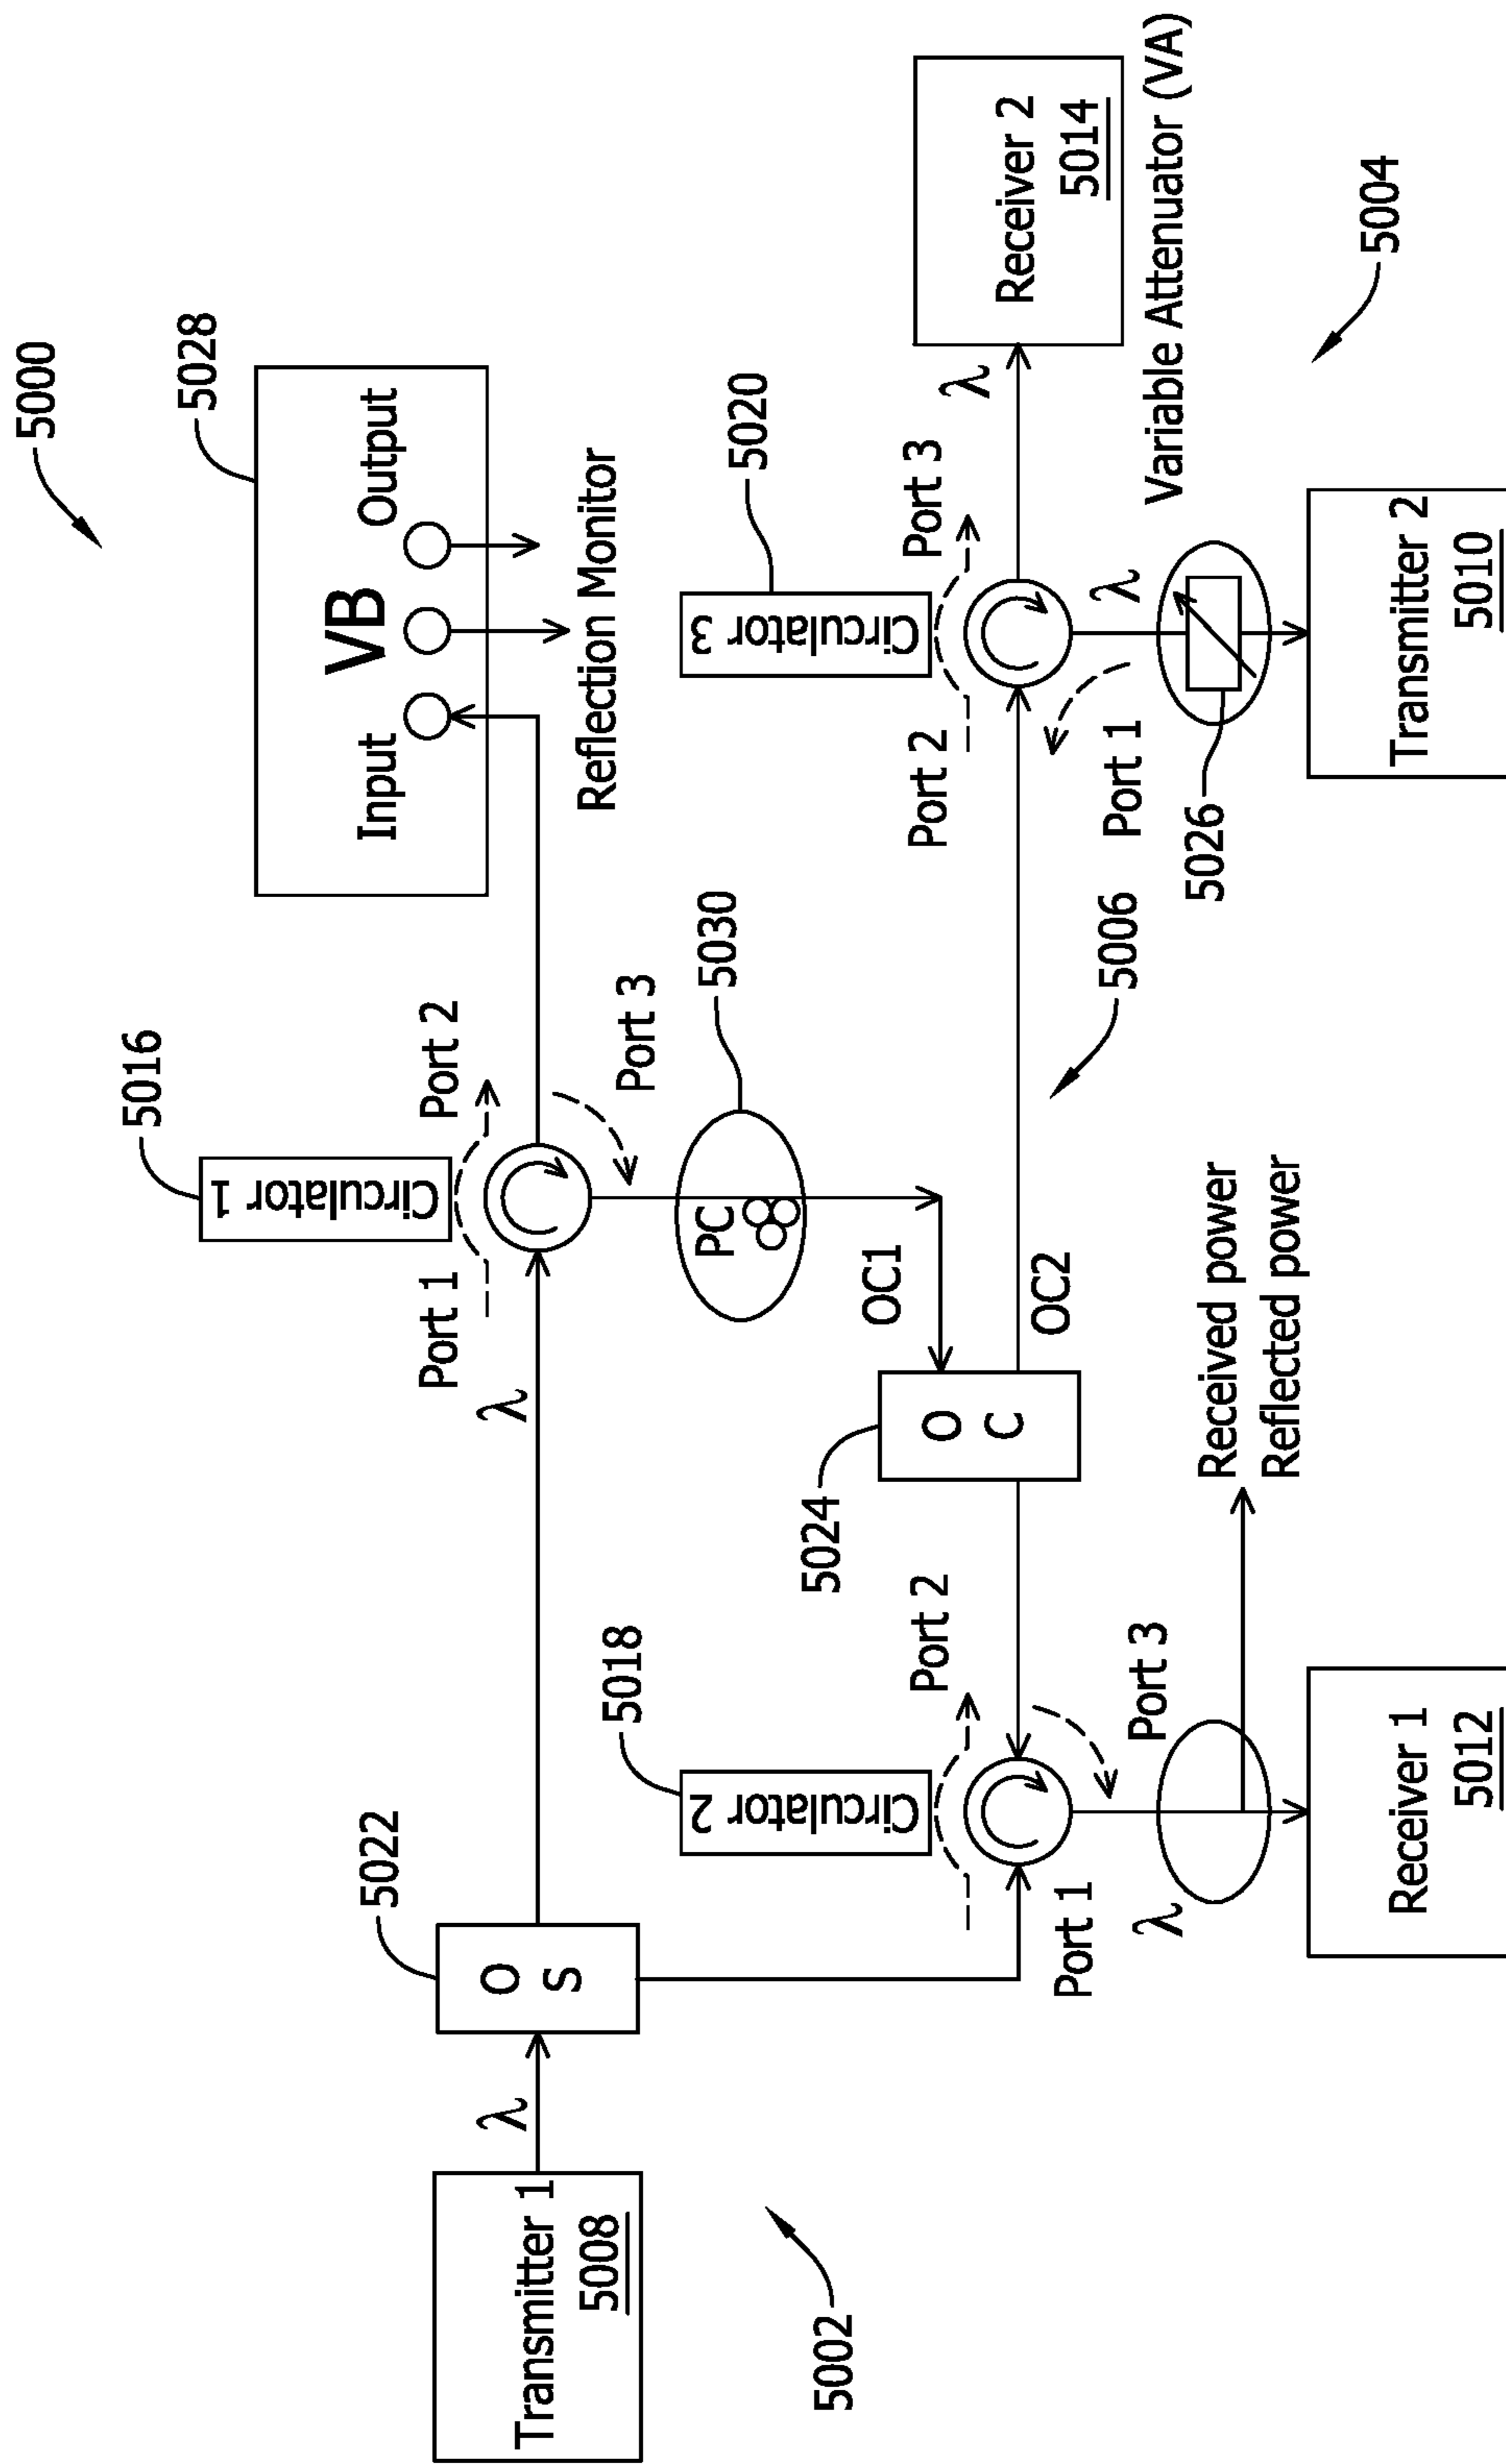 5000
5016
5028
Circulator 1
VB
Input
Output
Port 1
Port 2
Reflection Monitor
5022
λ
λ
O
S
Transmitter 1
5008
Port 3
5030
PC
5018
5020
Circulator 2
Circulator 3
5002
5024
OC1
Port 2
Port 2
Port 3
O
C
OC2
λ
Receiver 2
5014
Port 1
Port 3
5006
Port 1
λ
λ
Variable Attenuator (VA)
Received power
Reflected power
5026
5004
Receiver 1
5012
Transmitter 2
5010